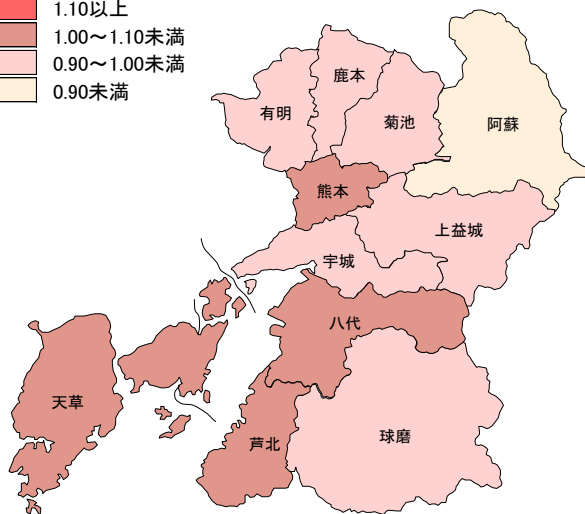 1.10以上
1.00～1.10未満
0.90～1.00未満
0.90未満
鹿本
有明
菊池
阿蘇
熊本
上益城
宇城
八代
天草
芦北
球磨